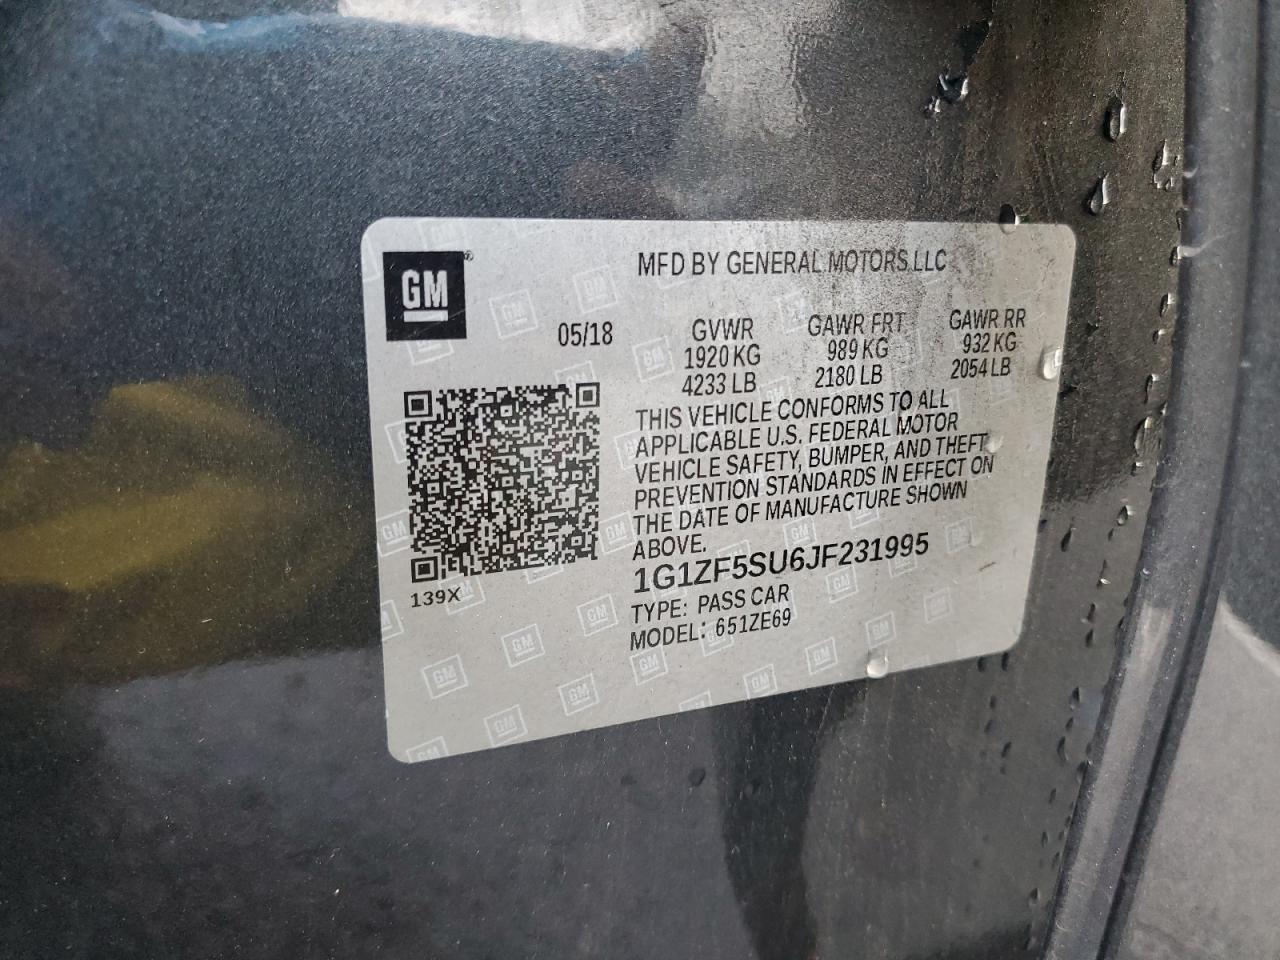 GM
MFD BY GENERAL MOTORS LLC
05/18
GVWR GAWR FRT GAWR RR
1920 KG 989 KG 932 KG
4233 LB 2180 LB 2054 LB
THIS VEHICLE CONFORMS TO ALL
APPLICABLE U.S. FEDERAL MOTOR
VEHICLE SAFETY, BUMPER, AND THEFT
PREVENTION STANDARDS IN EFFECT ON
THE DATE OF MANUFACTURE SHOWN
ABOVE.
1G1ZF5SU6JF231995
TYPE: PASS CAR
MODEL: 651ZE69
139X